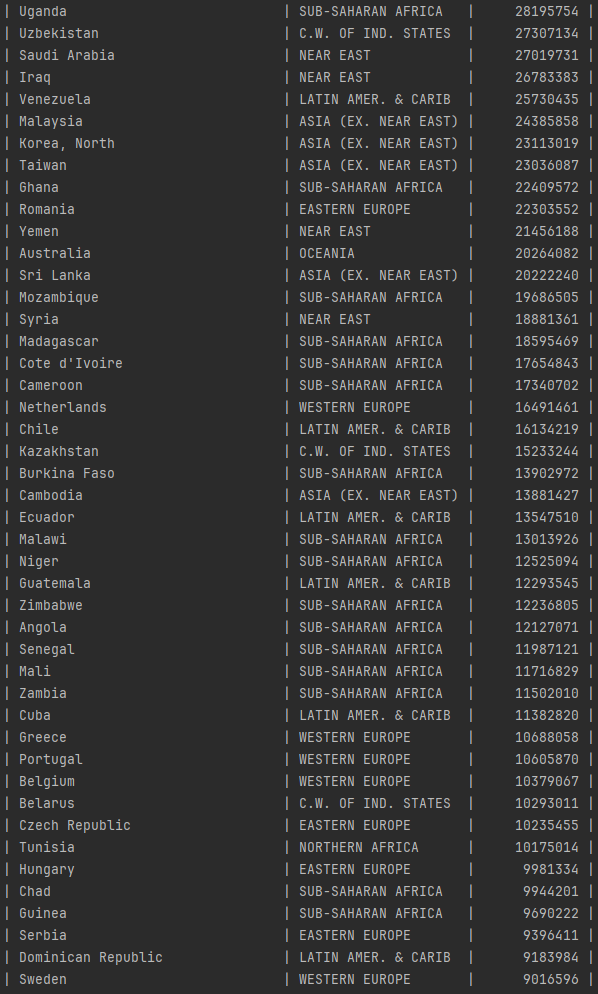 | Uganda | SUB-SAHARAN AFRICA | 28195754 |
| Uzbekistan | C.W. OF IND. STATES | 27307134 |
| Saudi Arabia | NEAR EAST | 27019731 |
| Iraq | NEAR EAST | 26783383 |
| Venezuela | LATIN AMER. & CARIB | 25730435 |
| Malaysia | ASIA (EX. NEAR EAST) | 24385858 |
| Korea, North | ASIA (EX. NEAR EAST) | 23113019 |
| Taiwan | ASIA (EX. NEAR EAST) | 23036087 |
| Ghana | SUB-SAHARAN AFRICA | 22409572 |
| Romania | EASTERN EUROPE | 22303552 |
| Yemen | NEAR EAST | 21456188 |
| Australia | OCEANIA | 20264082 |
| Sri Lanka | ASIA (EX. NEAR EAST) | 20222240 |
| Mozambique | SUB-SAHARAN AFRICA | 19686505 |
| Syria | NEAR EAST | 18881361 |
| Madagascar | SUB-SAHARAN AFRICA | 18595469 |
| Cote d'Ivoire | SUB-SAHARAN AFRICA | 17654843 |
| Cameroon | SUB-SAHARAN AFRICA | 17340702 |
| Netherlands | WESTERN EUROPE | 16491461 |
| Chile | LATIN AMER. & CARIB | 16134219 |
| Kazakhstan | C.W. OF IND. STATES | 15233244 |
| Burkina Faso | SUB-SAHARAN AFRICA | 13902972 |
| Cambodia | ASIA (EX. NEAR EAST) | 13881427 |
| Ecuador | LATIN AMER. & CARIB | 13547510 |
| Malawi | SUB-SAHARAN AFRICA | 13013926 |
| Niger | SUB-SAHARAN AFRICA | 12525094 |
| Guatemala | LATIN AMER. & CARIB | 12293545 |
| Zimbabwe | SUB-SAHARAN AFRICA | 12236805 |
| Angola | SUB-SAHARAN AFRICA | 12127071 |
| Senegal | SUB-SAHARAN AFRICA | 11987121 |
| Mali | SUB-SAHARAN AFRICA | 11716829 |
| Zambia | SUB-SAHARAN AFRICA | 11502010 |
| Cuba | LATIN AMER. & CARIB | 11382820 |
| Greece | WESTERN EUROPE | 10688058 |
| Portugal | WESTERN EUROPE | 10605870 |
| Belgium | WESTERN EUROPE | 10379067 |
| Belarus | C.W. OF IND. STATES | 10293011 |
| Czech Republic | EASTERN EUROPE | 10235455 |
| Tunisia | NORTHERN AFRICA | 10175014 |
| Hungary | EASTERN EUROPE | 9981334 |
| Chad | SUB-SAHARAN AFRICA | 9944201 |
| Guinea | SUB-SAHARAN AFRICA | 9690222 |
| Serbia | EASTERN EUROPE | 9396411 |
| Dominican Republic | LATIN AMER. & CARIB | 9183984 |
| Sweden | WESTERN EUROPE | 9016596 |